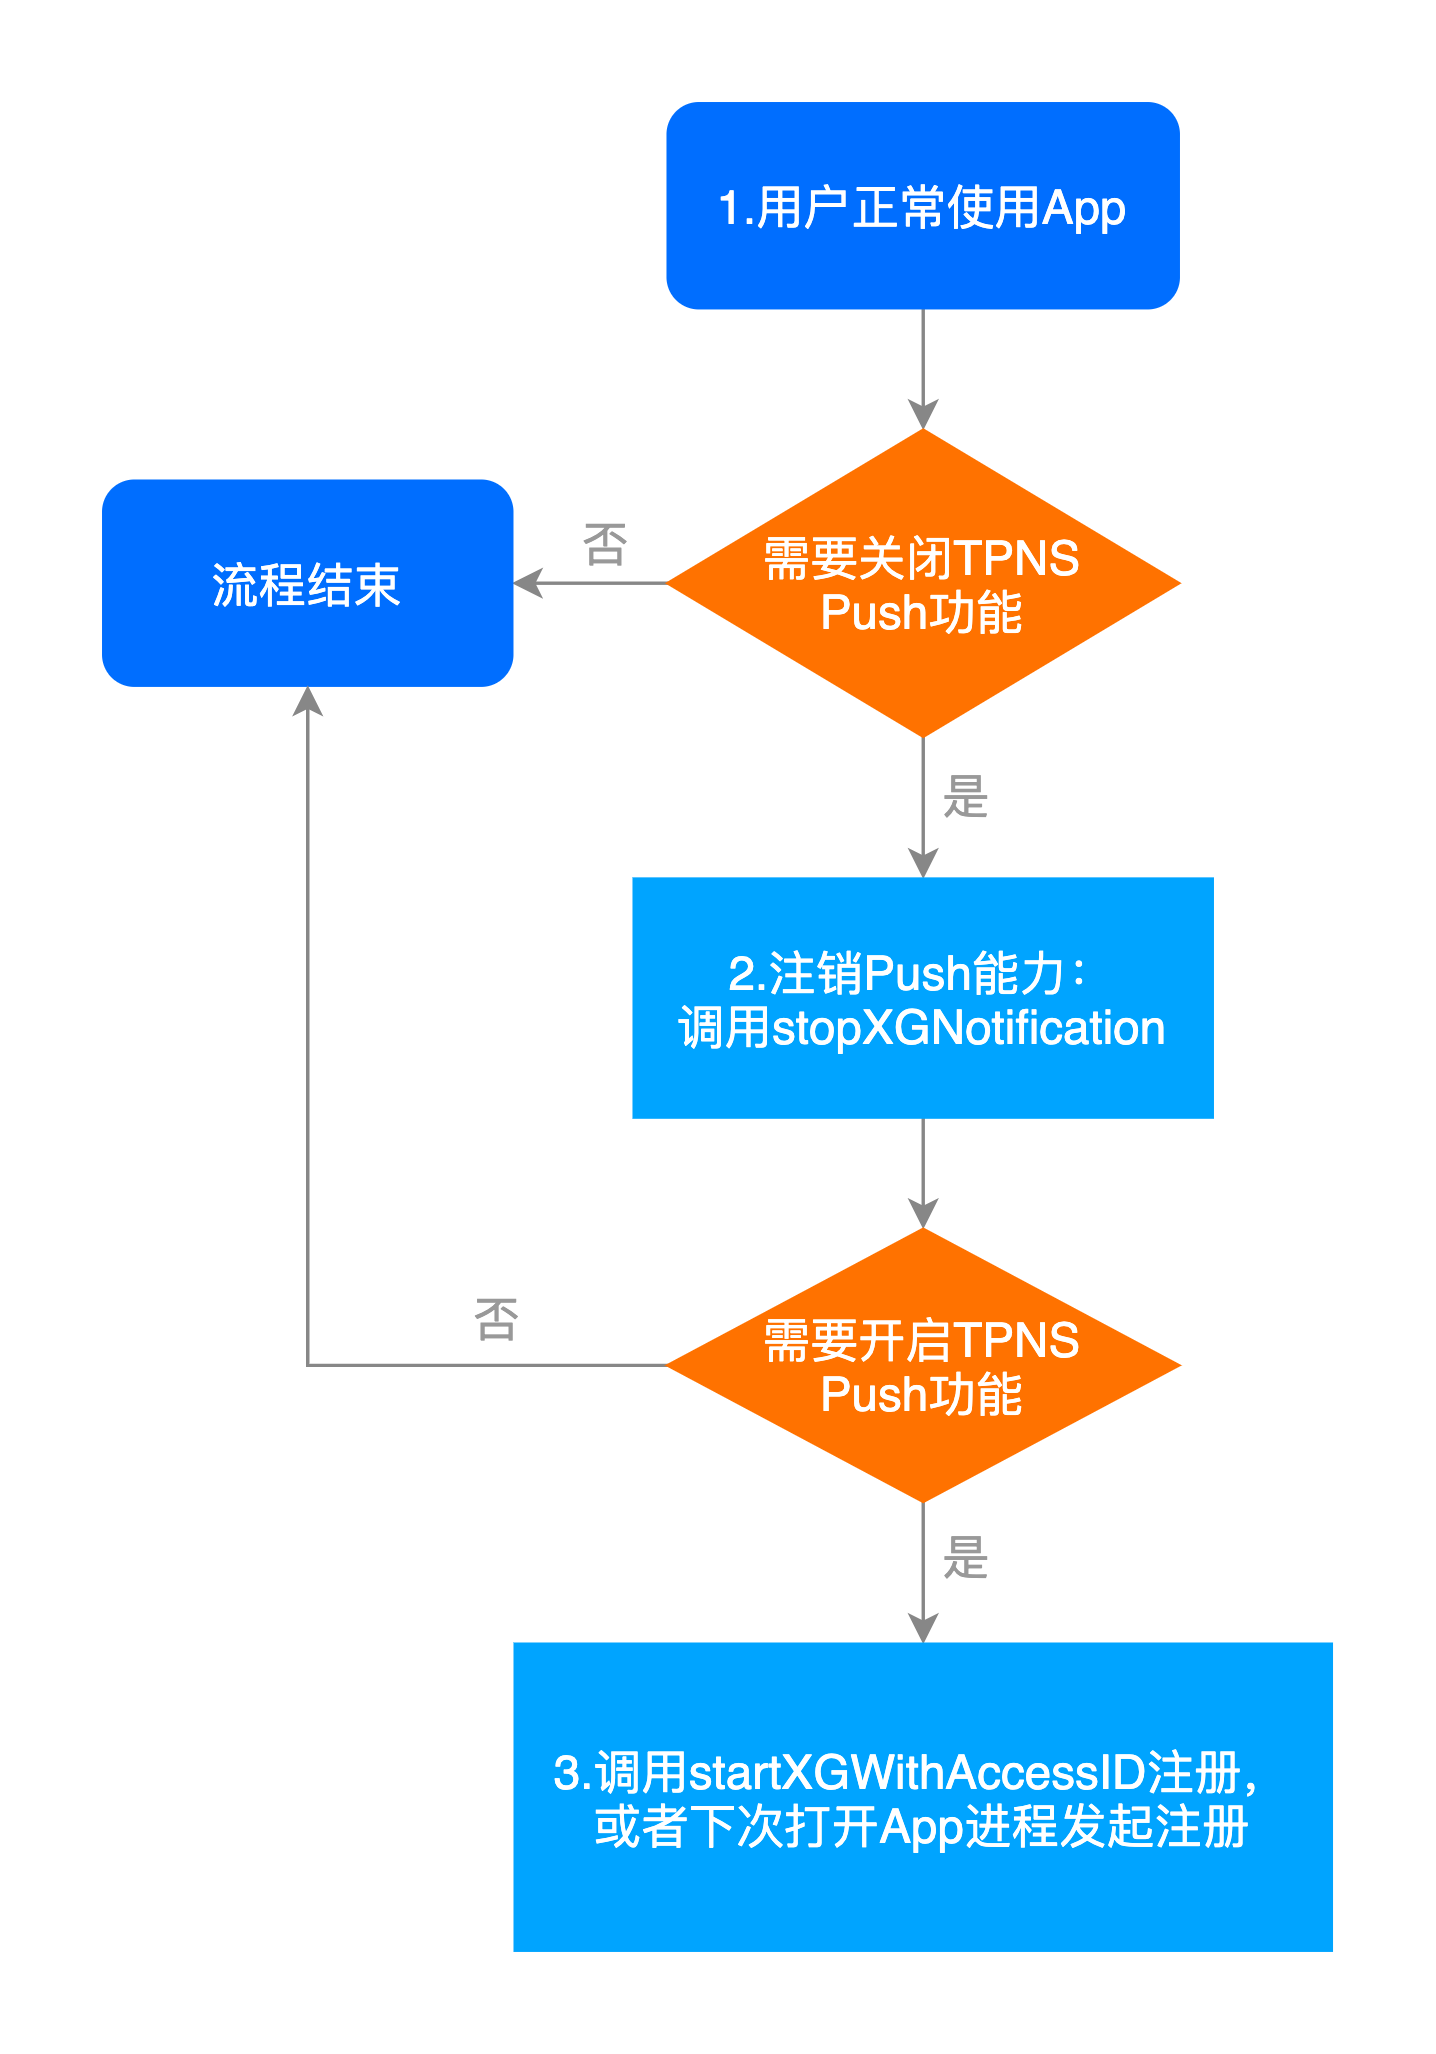 1.用户正常使用App
需要关闭TPNS
Push功能
否
流程结束
是
2.注销Push能力：
调用stopXGNotification
需要开启TPNS
Push功能
否
是
3.调用startXGWithAccessID注册，
或者下次打开App进程发起注册